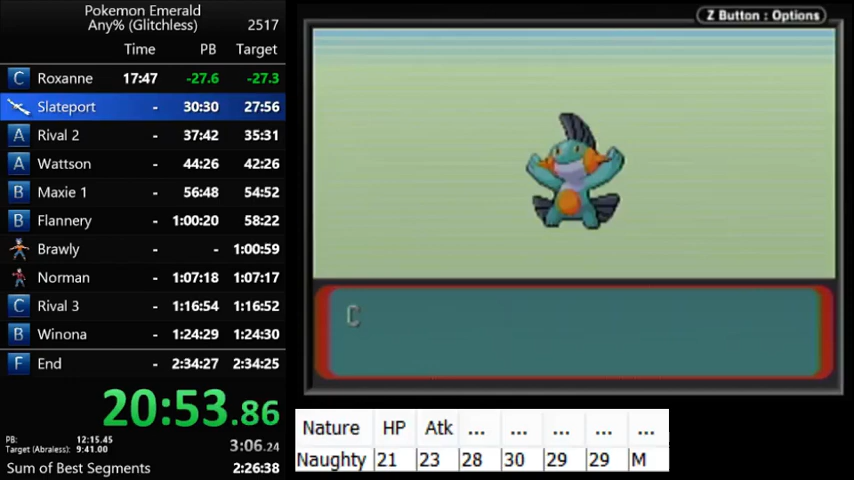 Pokemon Emerald
Any% (Glitchless) 2517
Time PB Target
C Roxanne 17:47 -27.6 -27.3
Slateport - 30:30 27:56
A Rival 2 - 37:42 35:31
A Wattson - 44:26 42:26
B Maxie 1 - 56:48 54:52
B Flannery - 1:00:20 58:22
Brawly - - 1:00:59
Norman - 1:07:18 1:07:17
C Rival 3 - 1:16:54 1:16:52
B Winona - 1:24:29 1:24:30
F End - 2:34:27 2:34:25
20:53.86
PB: 12:15.45
Target (Abraless): 9:41.00
3:06.24
Sum of Best Segments 2:26:38
Z Button : Options
C
Nature HP Atk ... ... ... ... ...
Naughty 21 23 28 30 29 29 M